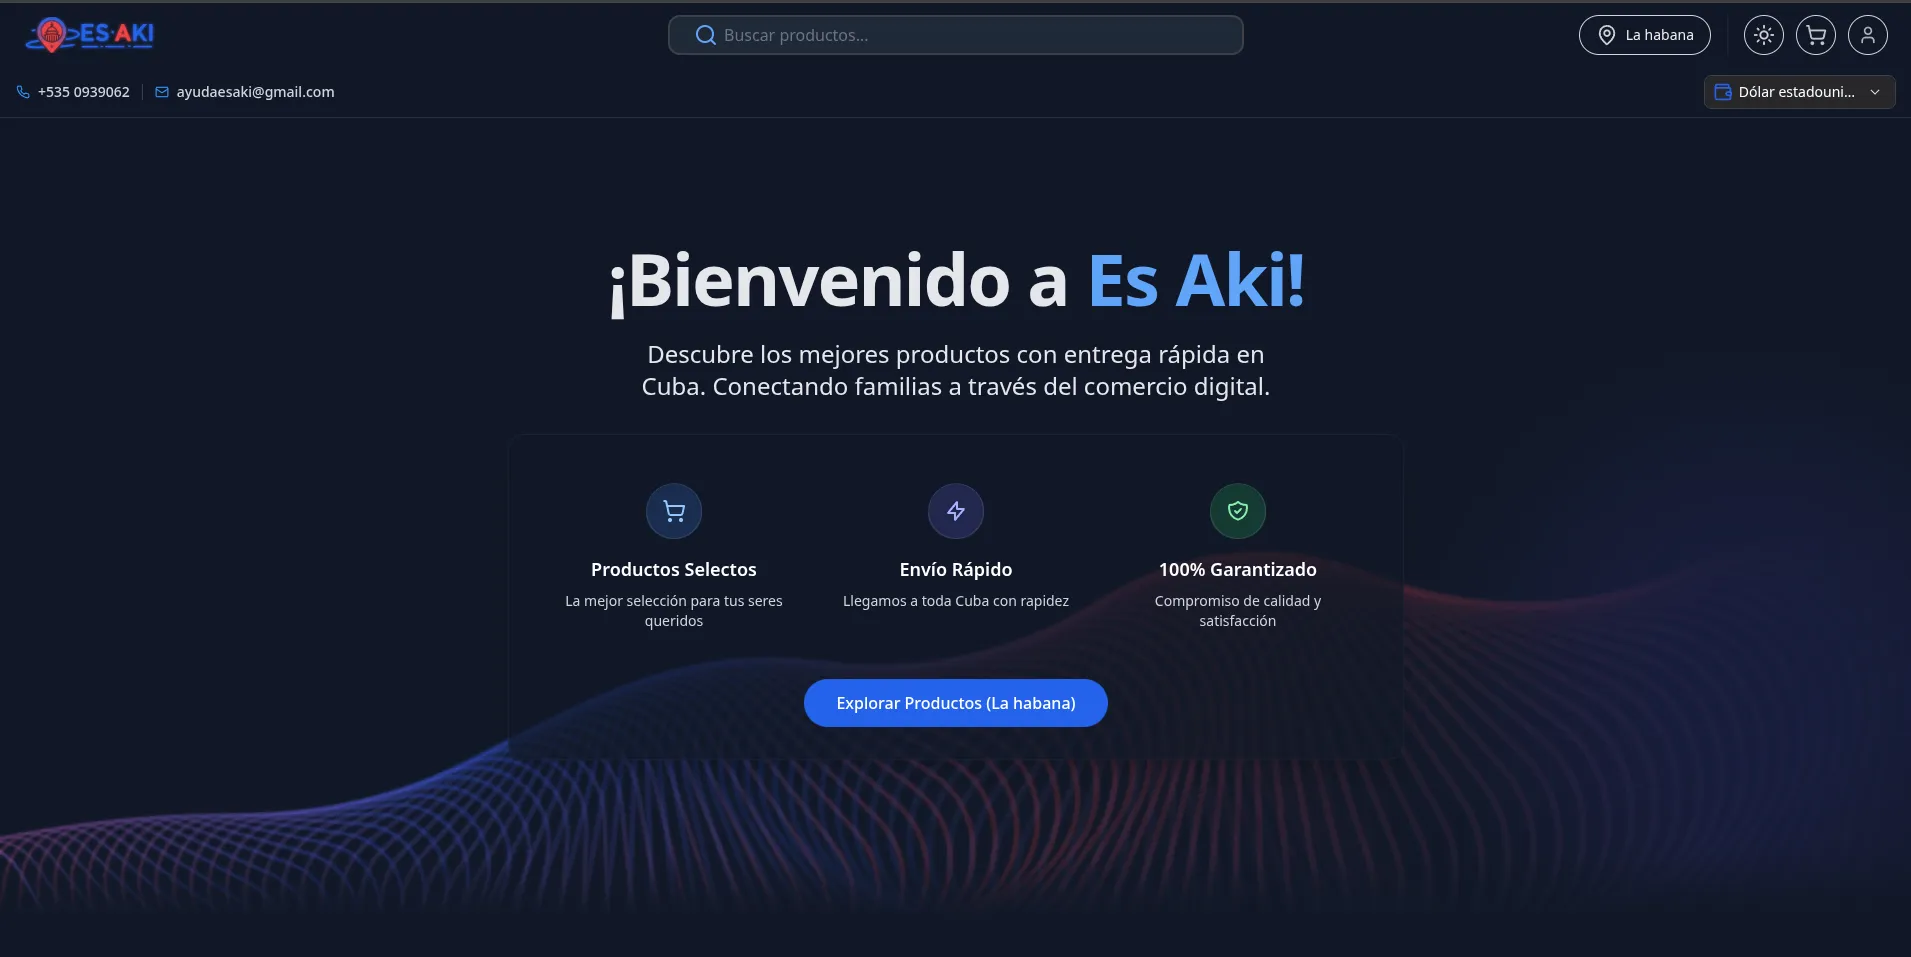 ES AKI
Buscar productos...
La habana
+535 0939062
ayudaesaki@gmail.com
Dólar estadouni...
¡Bienvenido a Es Aki!
Descubre los mejores productos con entrega rápida en
Cuba. Conectando familias a través del comercio digital.
Productos Selectos
La mejor selección para tus seres
queridos
Envío Rápido
Llegamos a toda Cuba con rapidez
100% Garantizado
Compromiso de calidad y
satisfacción
Explorar Productos (La habana)